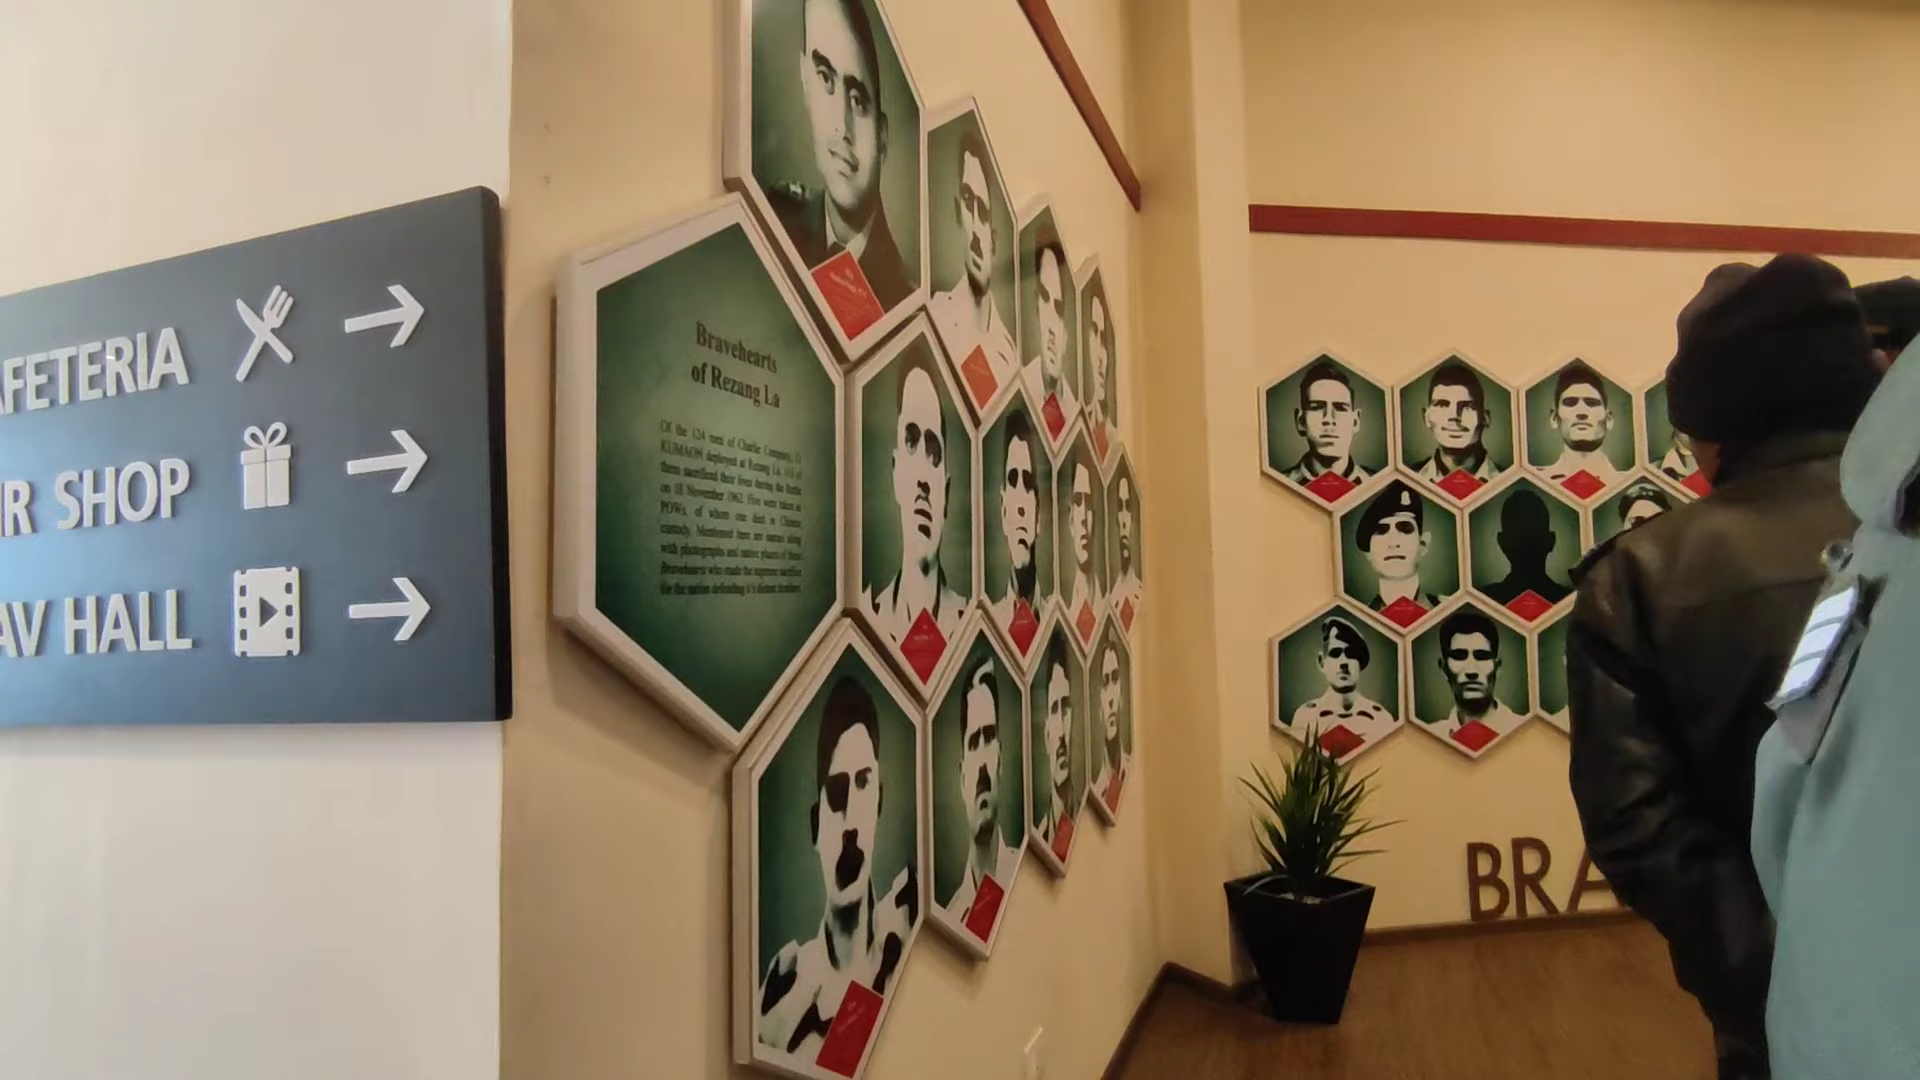 AFETERIA
IR SHOP
AV HALL
Bravehearts
of Rezang La
Of the 124 men of Charlie Company, 13
KUMAON deployed at Rezang La, 113 of
them sacrificed their lives during the Battle
on 18 November 1962. Five were taken as
POWs, of whom one died in Chinese
custody. Mentioned here are names along
with photographs and native places of these
Bravehearts who made the supreme sacrifice
for the nation defending it's distant frontiers.
BRA